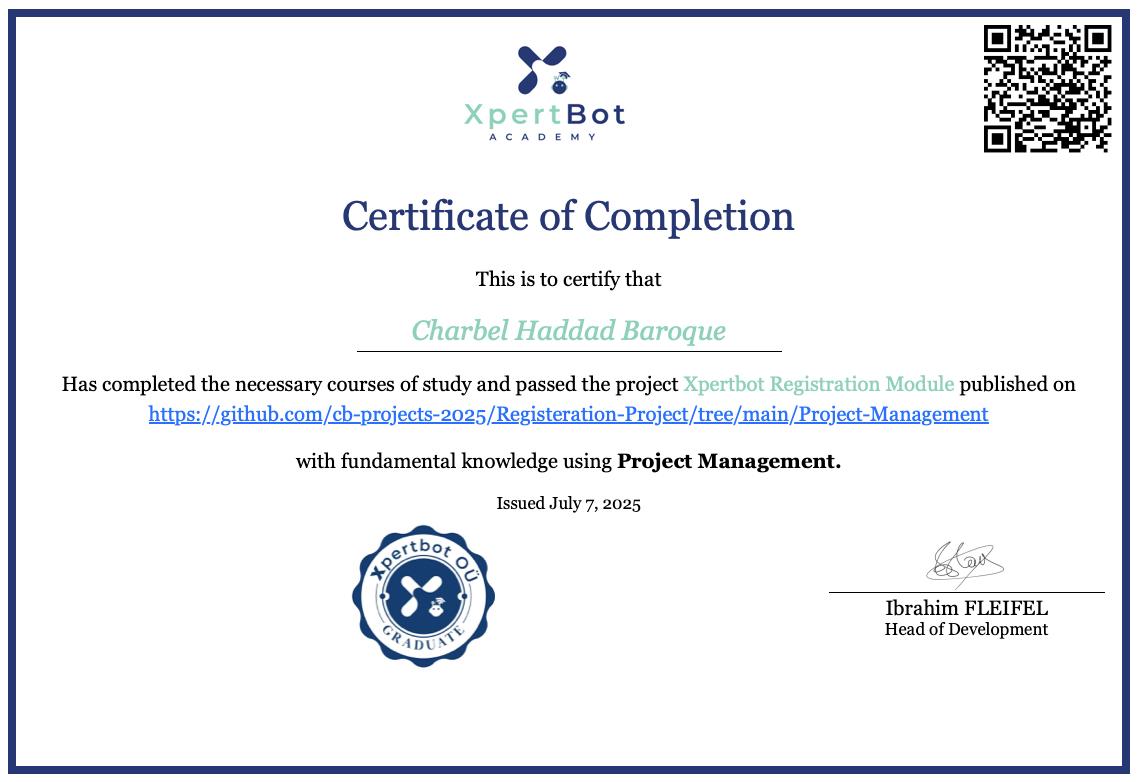 XpertBot
ACADEMY
Certificate of Completion
This is to certify that
Charbel Haddad Baroque
Has completed the necessary courses of study and passed the project Xpertbot Registration Module published on
https://github.com/cb-projects-2025/Registeration-Project/tree/main/Project-Management
with fundamental knowledge using Project Management.
Issued July 7, 2025
Xpertbot OÜ
GRADUATE
Ibrahim FLEIFEL
Head of Development